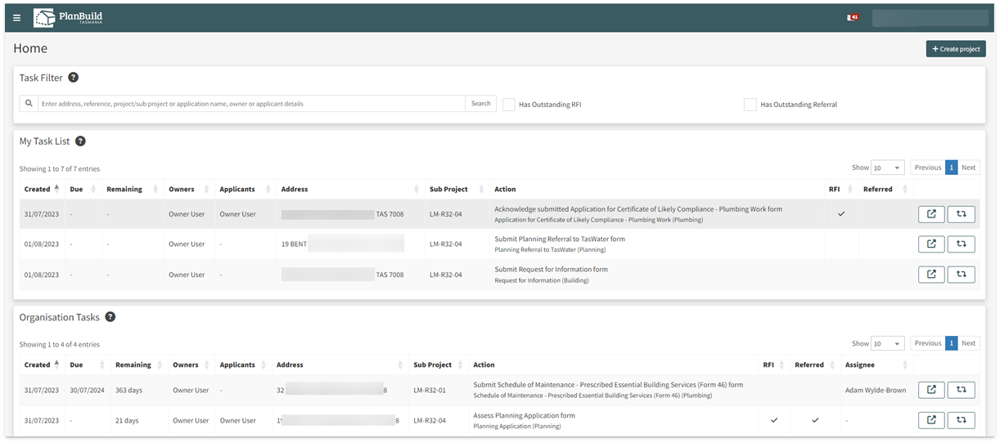 PlanBuild
TASMANIA
41
Home
+ Create project
Task Filter ?
Enter address, reference, project/sub project or application name, owner or applicant details
Search
Has Outstanding RFI
Has Outstanding Referral
My Task List ?
Showing 1 to 7 of 7 entries
Show 10
Previous 1 Next
Created Due Remaining Owners Applicants Address Sub Project Action RFI Referred
31/07/2023 - - Owner User Owner User TAS 7008 LM-R32-04 Acknowledge submitted Application for Certificate of Likely Compliance - Plumbing Work form ✓
Application for Certificate of Likely Compliance - Plumbing Work (Plumbing)
01/08/2023 - - Owner User - 19 BENT LM-R32-04 Submit Planning Referral to TasWater form
Planning Referral to TasWater (Planning)
01/08/2023 - - Owner User - TAS 7008 LM-R32-04 Submit Request for Information form
Request for Information (Building)
Organisation Tasks ?
Showing 1 to 4 of 4 entries
Show 10
Previous 1 Next
Created Due Remaining Owners Applicants Address Sub Project Action RFI Referred Assignee
31/07/2023 30/07/2024 363 days Owner User - 32 8 LM-R32-01 Submit Schedule of Maintenance - Prescribed Essential Building Services (Form 46) form Adam Wylde-Brown
Schedule of Maintenance - Prescribed Essential Building Services (Form 46) (Plumbing)
31/07/2023 - 21 days Owner User Owner User 8 LM-R32-04 Assess Planning Application form ✓ ✓ -
Planning Application (Planning)